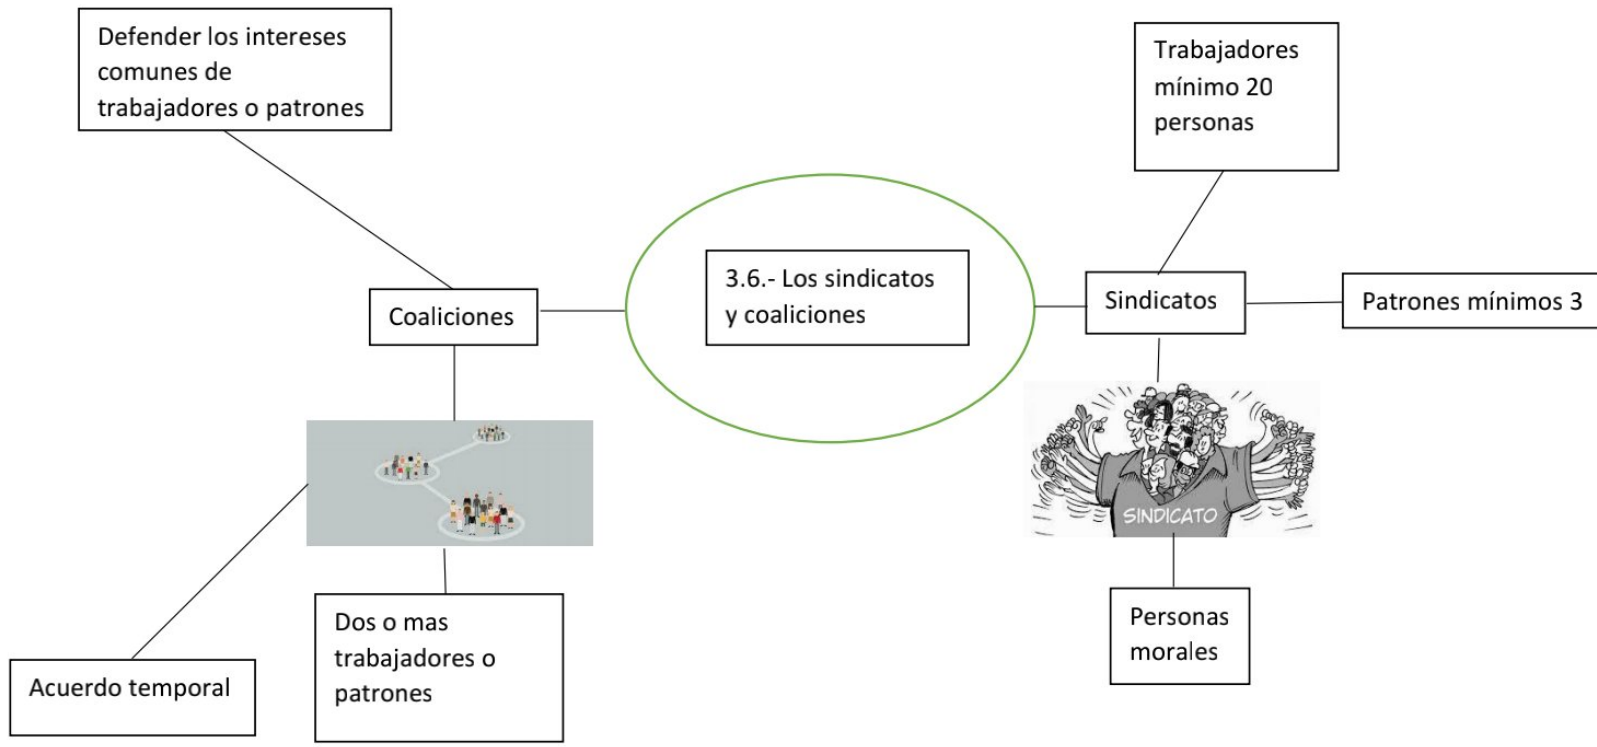 Defender los intereses
comunes de
trabajadores o patrones
Trabajadores
mínimo 20
personas
3.6.- Los sindicatos
y coaliciones
Coaliciones
Sindicatos
Patrones mínimos 3
SINDICATO
Dos o mas
trabajadores o
patrones
Acuerdo temporal
Personas
morales